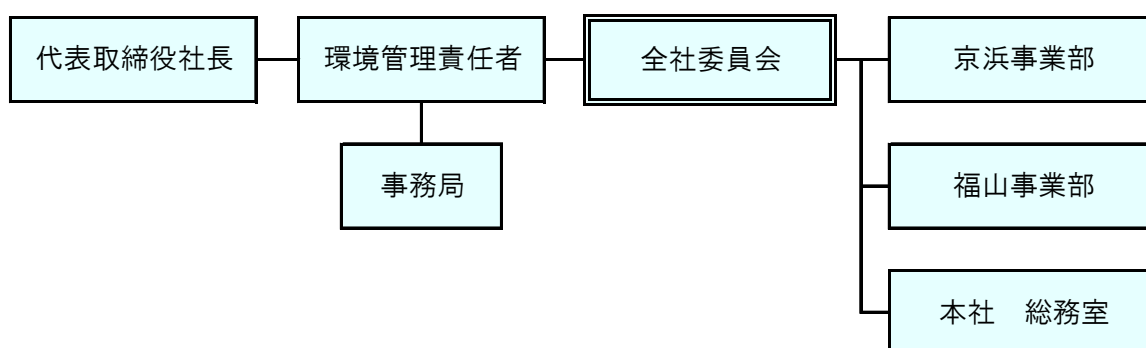 代表取締役社長
環境管理責任者
全社委員会
京浜事業部
事務局
福山事業部
本社　総務室